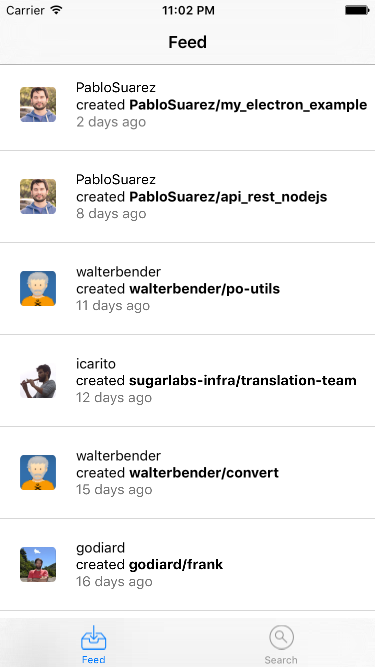 Carrier 11:02 PM
Feed
PabloSuarez
created PabloSuarez/my_electron_example
2 days ago
PabloSuarez
created PabloSuarez/api_rest_nodejs
8 days ago
walterbender
created walterbender/po-utils
11 days ago
icarito
created sugarlabs-infra/translation-team
12 days ago
walterbender
created walterbender/convert
15 days ago
godiard
created godiard/frank
16 days ago
Feed Search